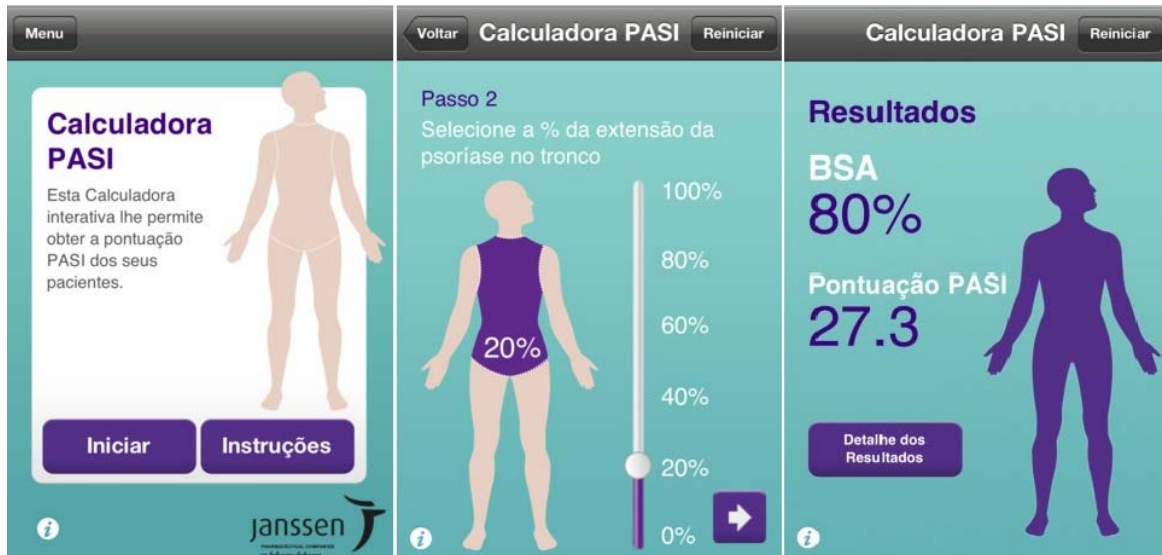 Menu
Calculadora
PASI
Esta Calculadora
interativa lhe permite
obter a pontuação
PASI dos seus
pacientes.
Iniciar
Instruções
i
janssen
PHARMACEUTICAL COMPANIES
Voltar
Calculadora PASI
Reiniciar
Passo 2
Selecione a % da extensão da
psoríase no tronco
20%
100%
80%
60%
40%
20%
0%
i
Calculadora PASI
Reiniciar
Resultados
BSA
80%
Pontuação PASI
27.3
Detalhe dos
Resultados
i